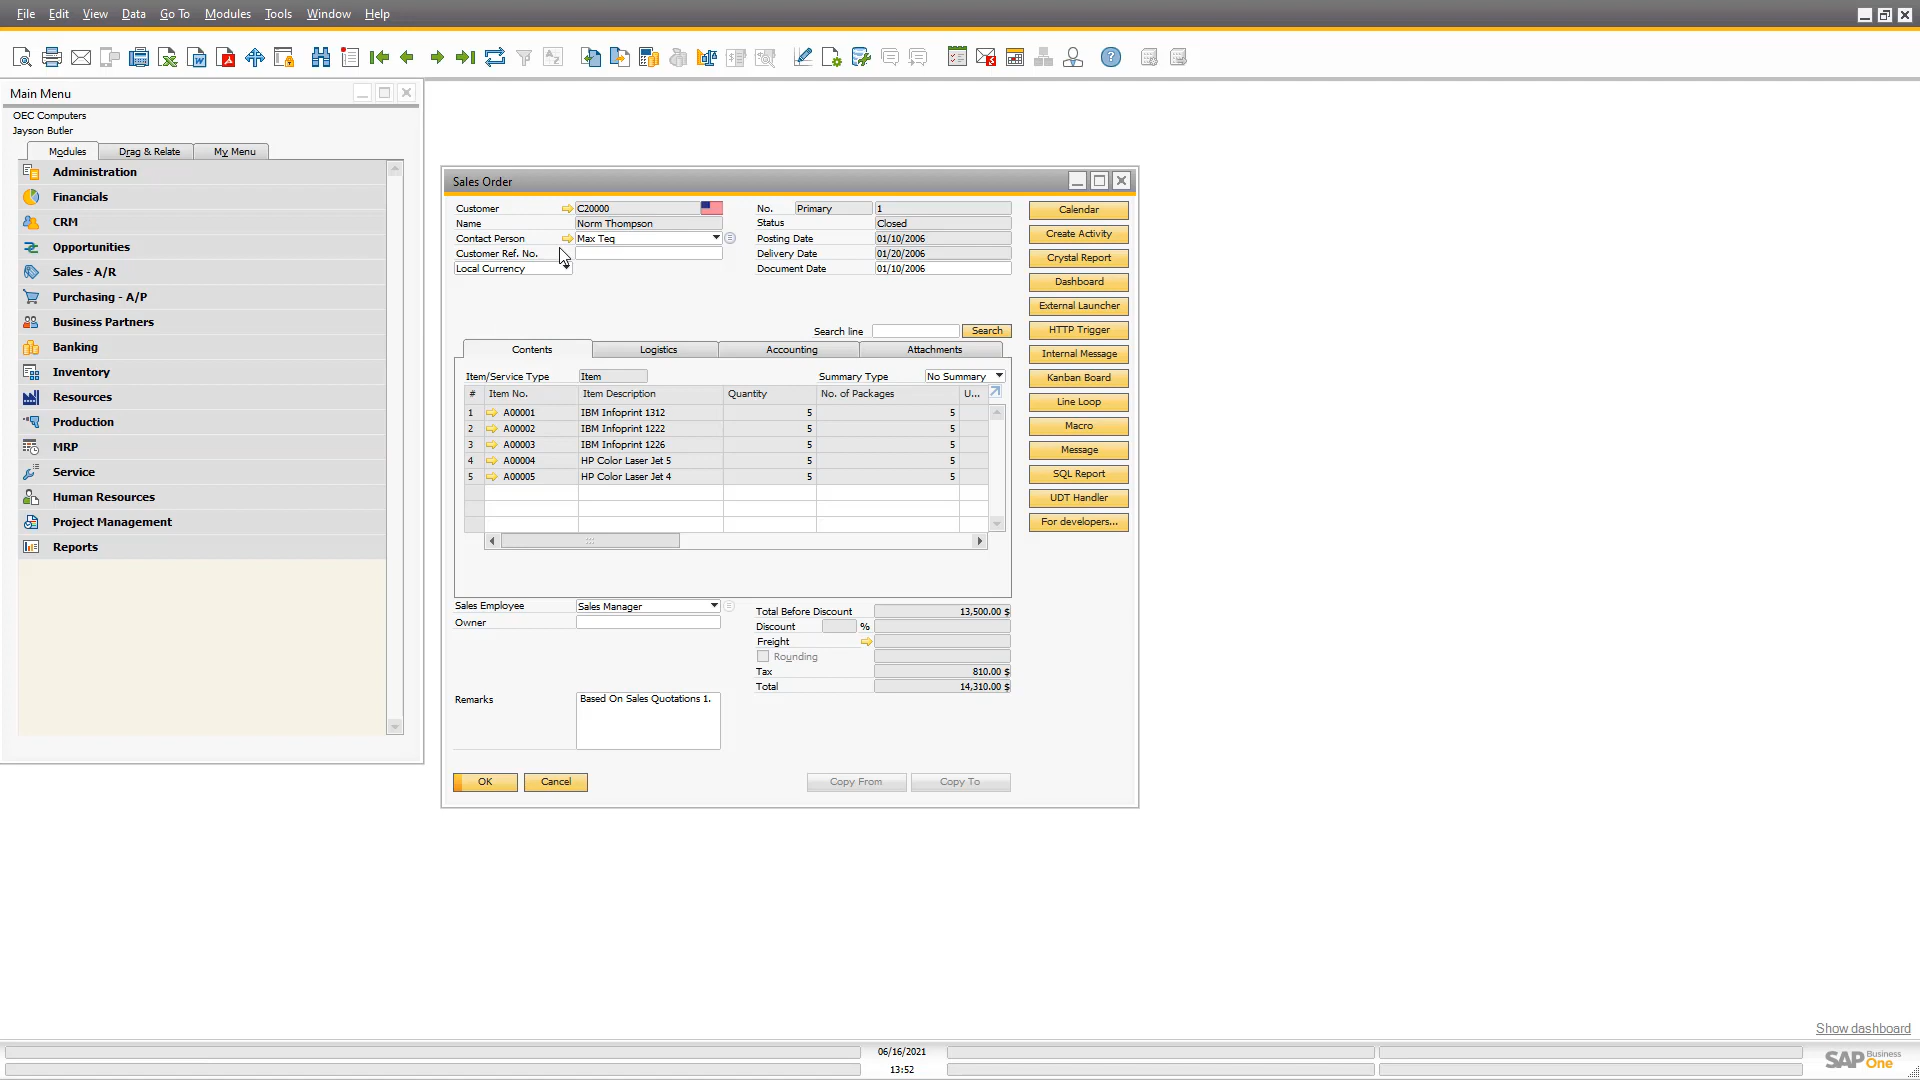 File Edit View Data Go To Modules Tools Window Help
Main Menu
OEC Computers
Jayson Butler
Modules Drag & Relate My Menu
Administration
Financials
CRM
Opportunities
Sales - A/R
Purchasing - A/P
Business Partners
Banking
Inventory
Resources
Production
MRP
Service
Human Resources
Project Management
Reports
Sales Order
Customer C20000 No. Primary 1
Name Norm Thompson Status Closed
Contact Person Max Teq Posting Date 01/10/2006
Customer Ref. No. Delivery Date 01/20/2006
Local Currency Document Date 01/10/2006
Search line Search
Contents Logistics Accounting Attachments
Item/Service Type Item Summary Type No Summary
# Item No. Item Description Quantity No. of Packages U...
1 A00001 IBM Infoprint 1312 5 5
2 A00002 IBM Infoprint 1222 5 5
3 A00003 IBM Infoprint 1226 5 5
4 A00004 HP Color Laser Jet 5 5 5
5 A00005 HP Color Laser Jet 4 5 5
Sales Employee Sales Manager
Owner
Total Before Discount 13,500.00 $
Discount %
Freight
Rounding
Tax 810.00 $
Total 14,310.00 $
Remarks Based On Sales Quotations 1.
OK Cancel Copy From Copy To
Calendar
Create Activity
Crystal Report
Dashboard
External Launcher
HTTP Trigger
Internal Message
Kanban Board
Line Loop
Macro
Message
SQL Report
UDT Handler
For developers...
Show dashboard
06/16/2021
13:52
SAP Business One